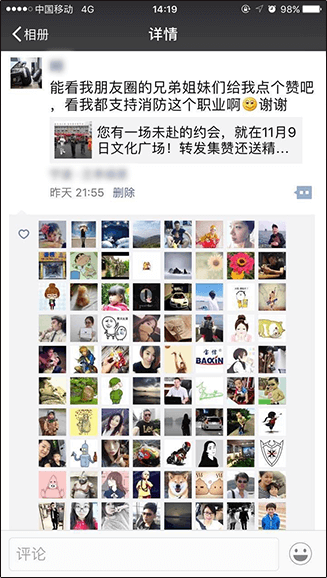 中国移动 4G 14:19 98%
相册 详情
能看我朋友圈的兄弟姐妹们给我点个赞吧
，看我都支持消防这个职业啊 谢谢
您有一场未赴的约会，就在11月9
日文化广场！转发集赞还送精...
昨天 21:55 删除
BAOXIN
评论